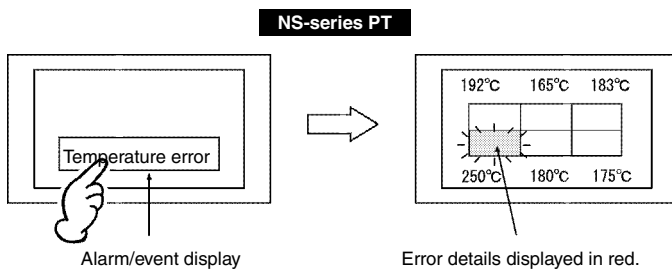 NS-series PT
Temperature error
Alarm/event display
192°C 165°C 183°C
250°C 180°C 175°C
Error details displayed in red.